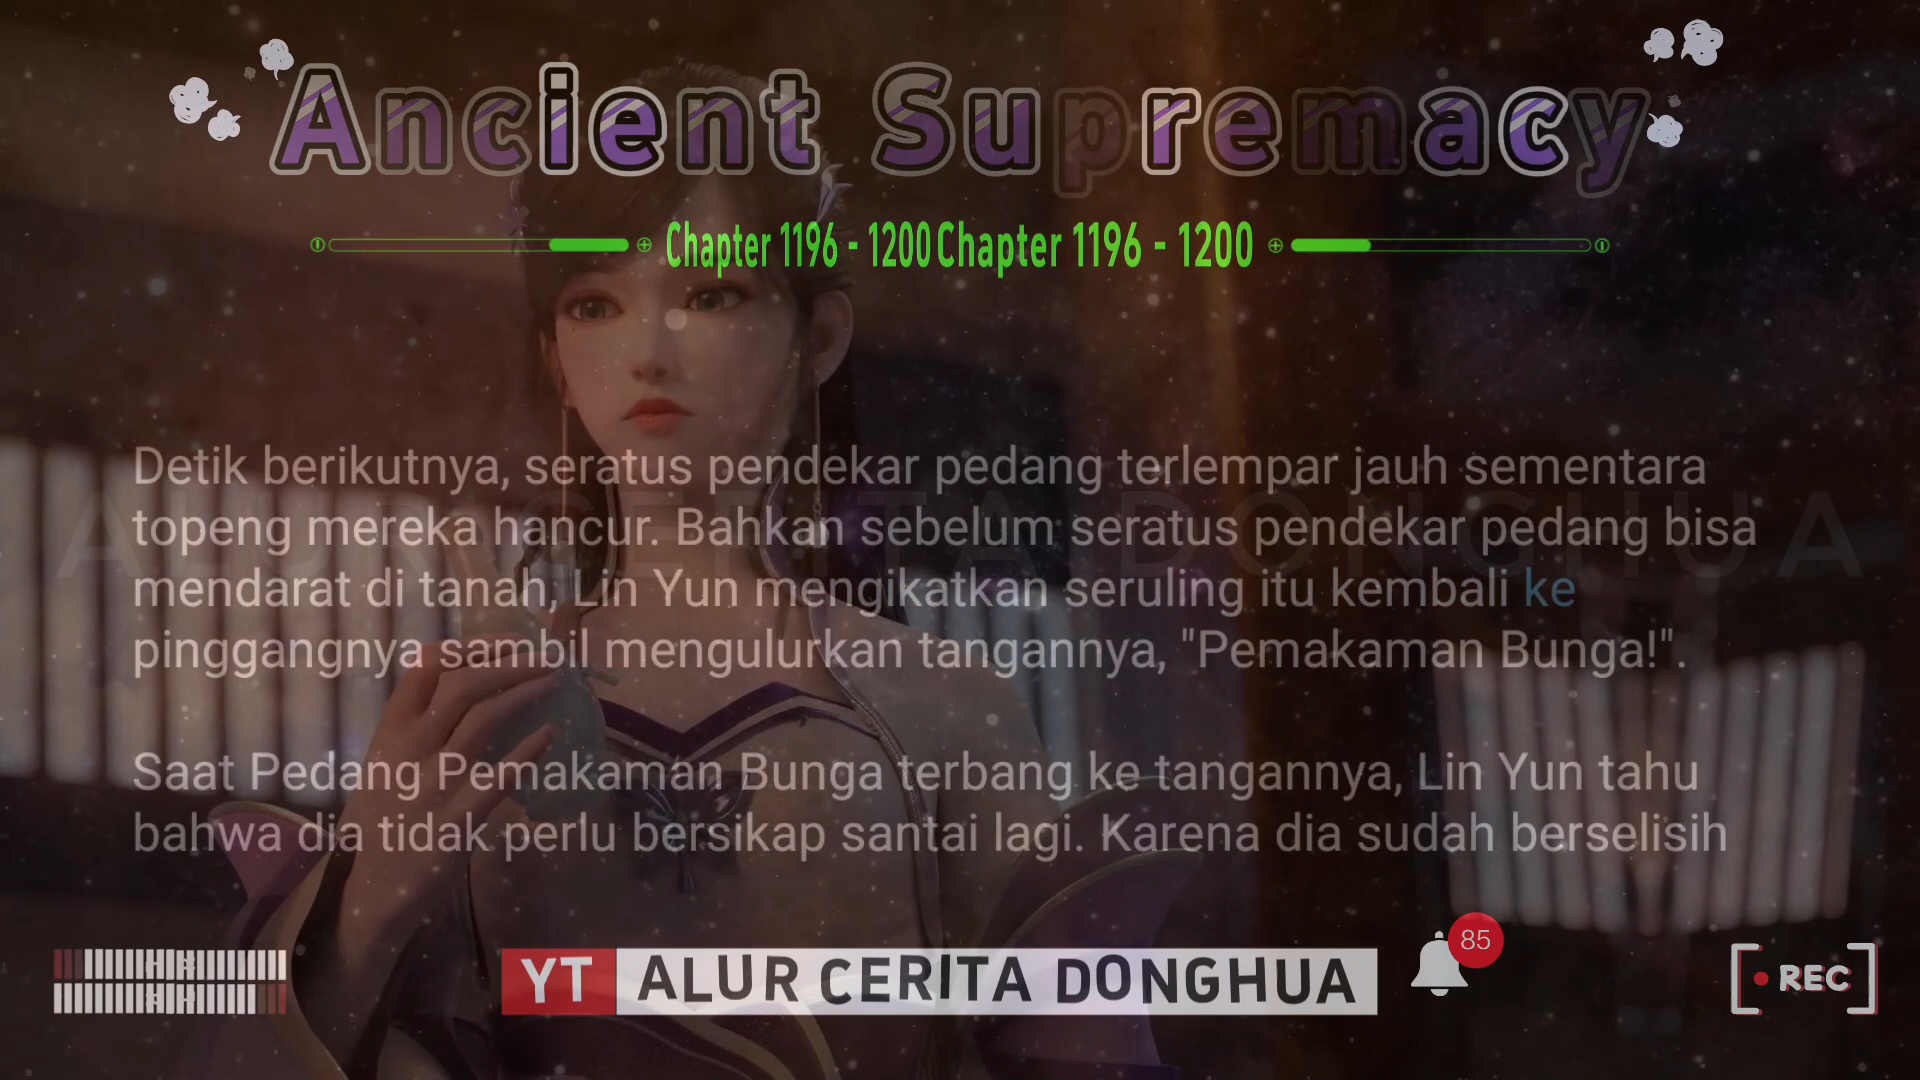 Ancient Supremacy
Chapter 1196 - 1200 Chapter 1196 - 1200
Detik berikutnya, seratus pendekar pedang terlempar jauh sementara
topeng mereka hancur. Bahkan sebelum seratus pendekar pedang bisa
mendarat di tanah, Lin Yun mengikatkan seruling itu kembali ke
pinggangnya sambil mengulurkan tangannya, "Pemakaman Bunga!".
Saat Pedang Pemakaman Bunga terbang ke tangannya, Lin Yun tahu
bahwa dia tidak perlu bersikap santai lagi. Karena dia sudah berselisih
ALUR CERITA DONGHUA
YT ALUR CERITA DONGHUA
85
REC